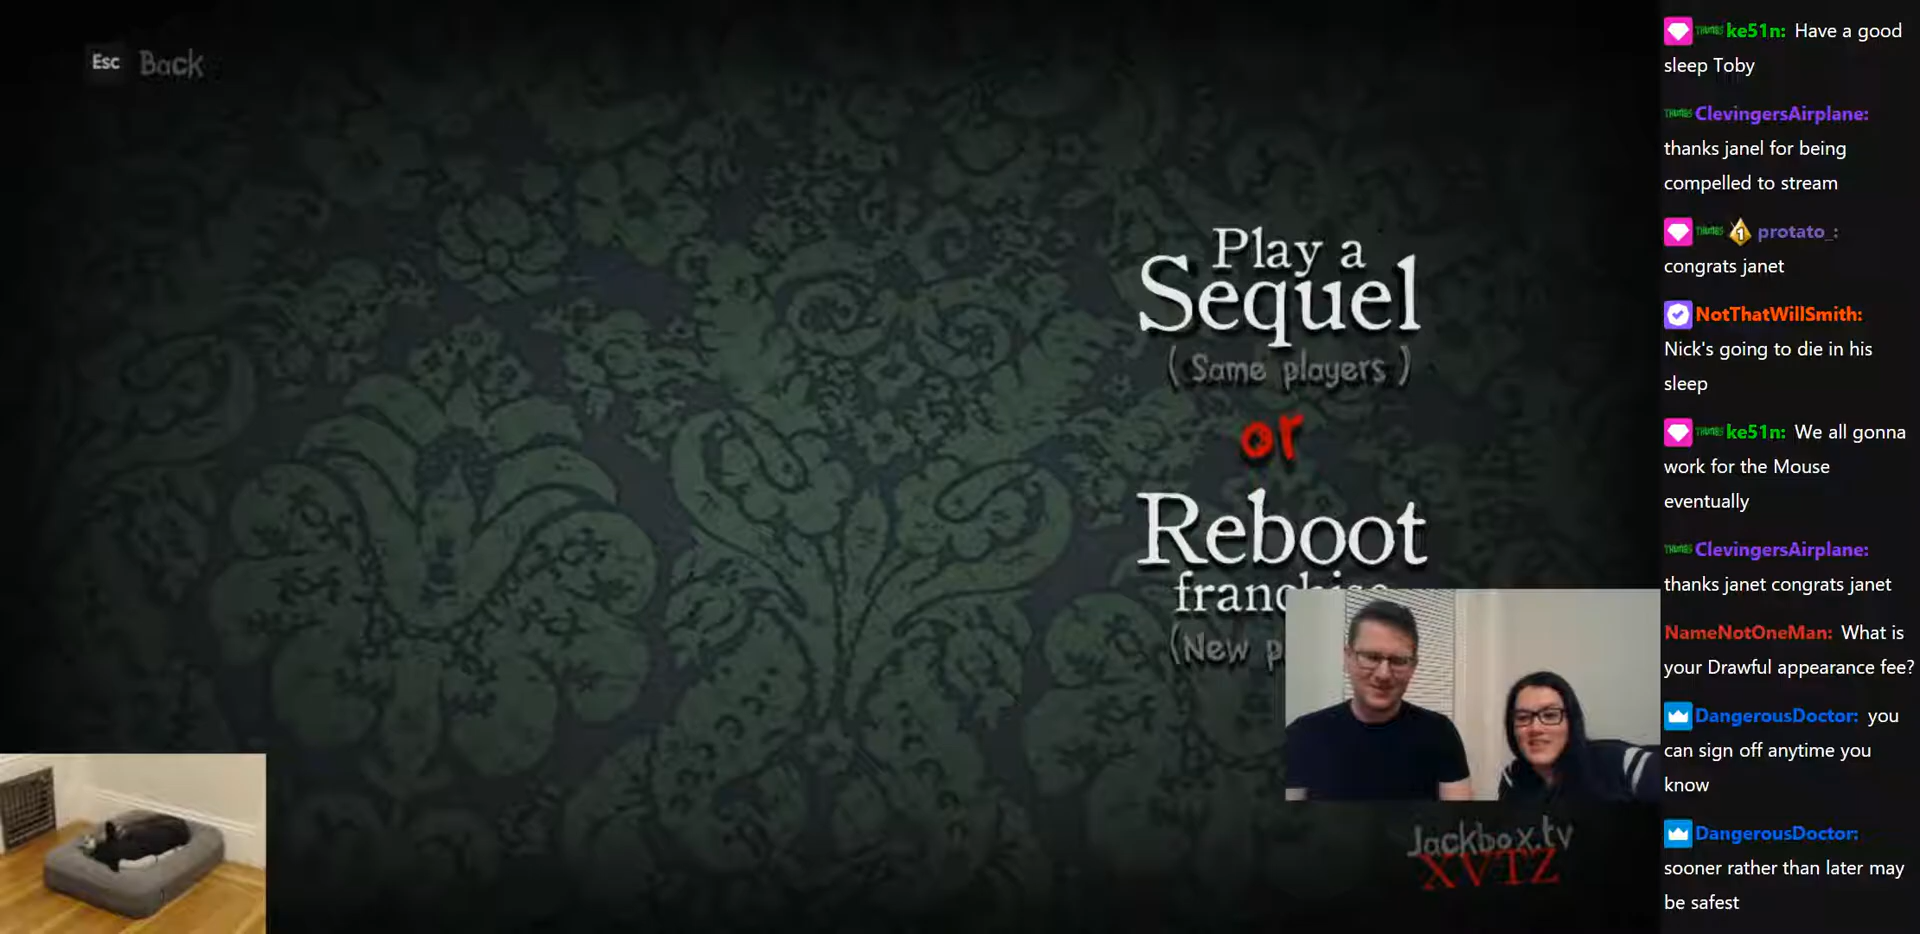 Esc Back
Play a
Sequel
( Same players )
or
Reboot
(New
Jackbox.tv
XVTZ
ke51n: Have a good
sleep Toby
ClevingersAirplane:
thanks janel for being
compelled to stream
protato_:
congrats janet
NotThatWillSmith:
Nick's going to die in his
sleep
ke51n: We all gonna
work for the Mouse
eventually
ClevingersAirplane:
thanks janet congrats janet
NameNotOneMan: What is
your Drawful appearance fee?
DangerousDoctor: you
can sign off anytime you
know
DangerousDoctor:
sooner rather than later may
be safest